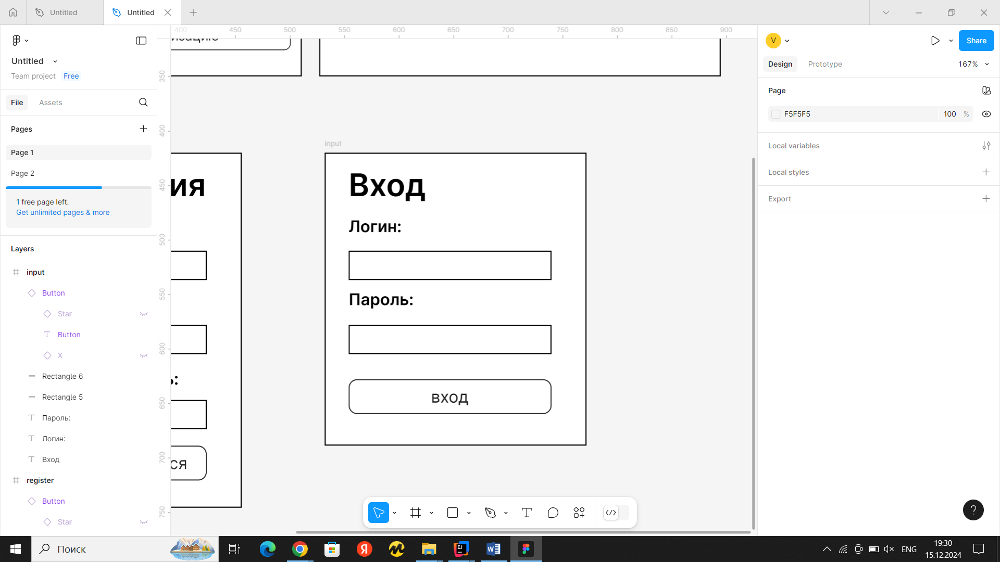 Untitled
Untitled
Untitled
Team project Free
File Assets
Pages
Page 1
Page 2
1 free page left.
Get unlimited pages & more
Layers
input
Button
Star
Button
X
Rectangle 6
Rectangle 5
Пароль:
Логин:
Вход
register
Button
Star
400 450 500 550 600 650 700 750 800 850 900
350
400
450
500
550
600
650
700
750
ия
ь:
ся
input
Вход
Логин:
Пароль:
вход
V
Share
Design Prototype 167%
Page
F5F5F5 100 %
Local variables
Local styles
Export
?
Поиск
ENG
19:30
15.12.2024